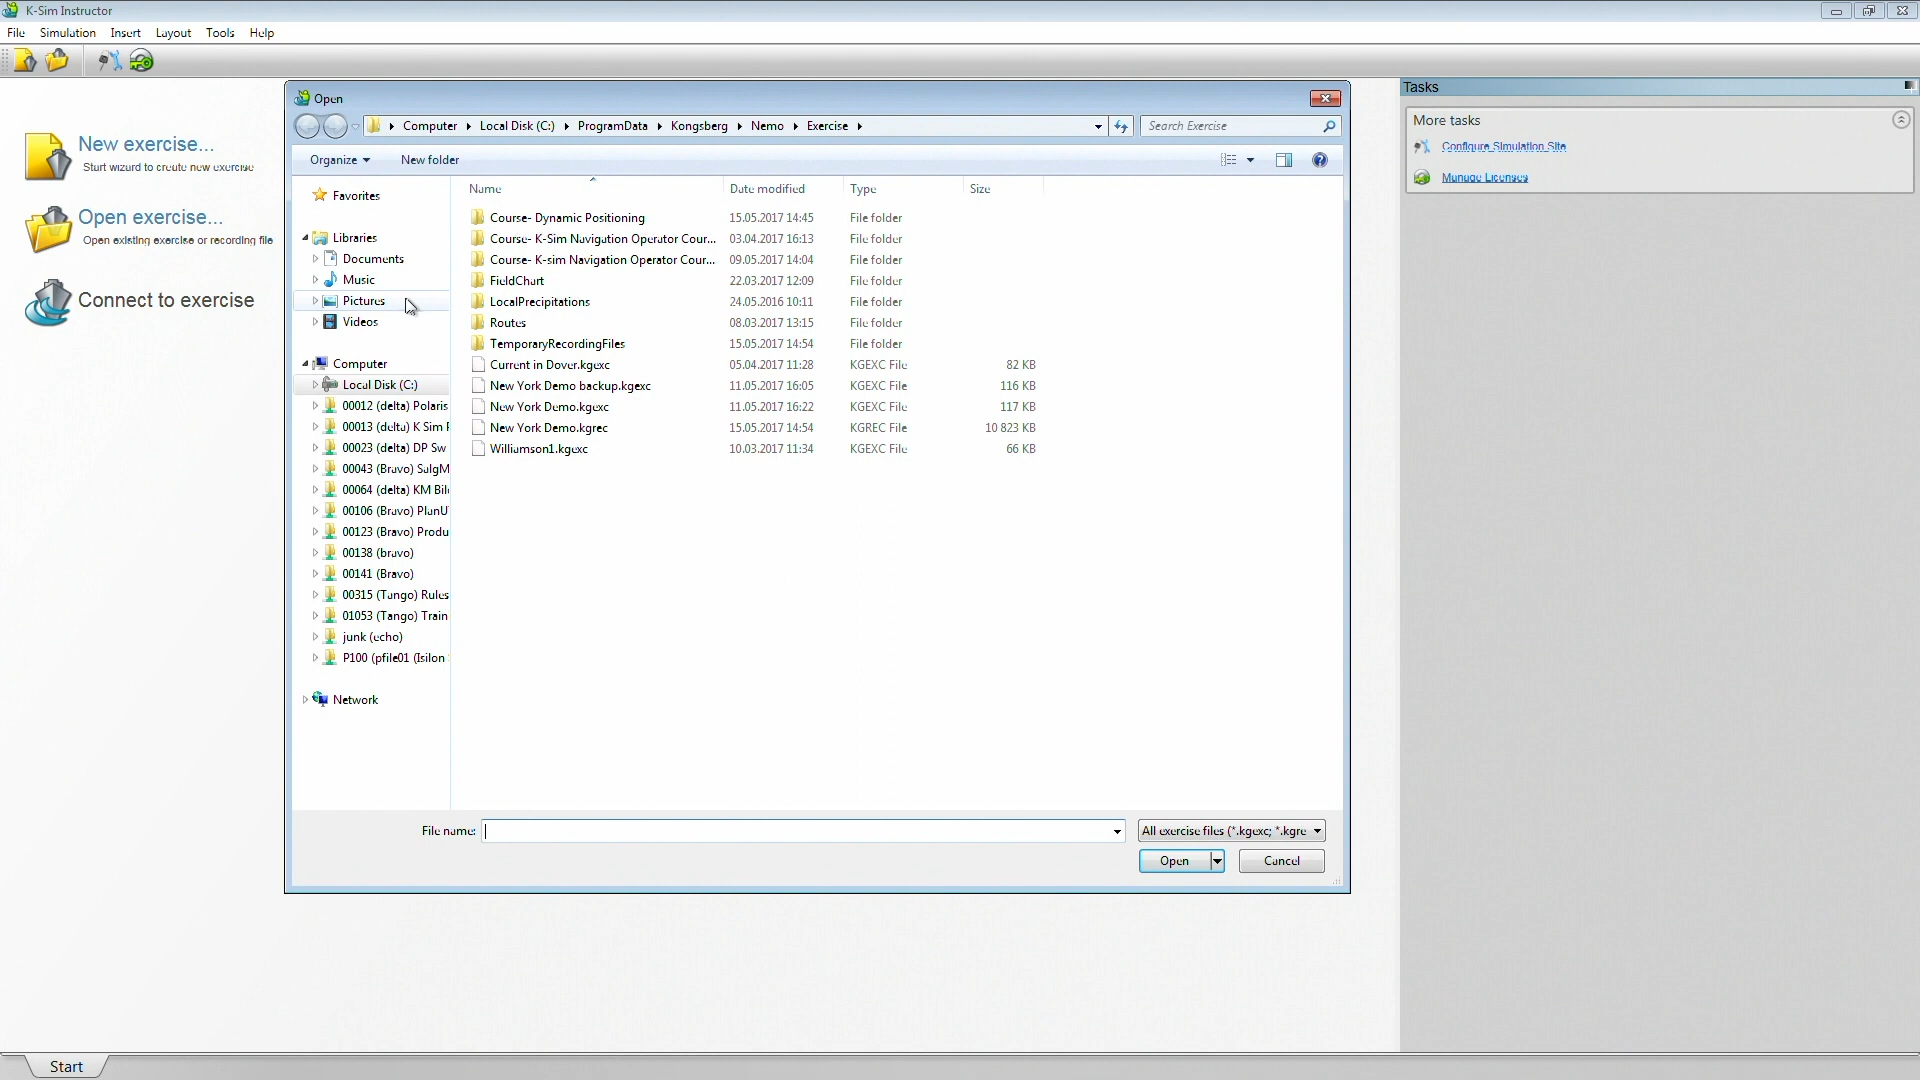 K-Sim Instructor
File Simulation Insert Layout Tools Help
New exercise...
Start wizard to create new exercise
Open exercise...
Open existing exercise or recording file
Connect to exercise
Open
Computer Local Disk (C:) ProgramData Kongsberg Nemo Exercise
Search Exercise
Organize New folder
Favorites
Libraries
Documents
Music
Pictures
Videos
Computer
Local Disk (C:)
00012 (delta) Polaris
00013 (delta) K Sim
00023 (delta) DP Sw
00043 (Bravo) SalgM
00064 (delta) KM Bil
00106 (Bravo) PlanU
00123 (Bravo) Produ
00138 (bravo)
00141 (Bravo)
00315 (Tango) Rules
01053 (Tango) Train
junk (echo)
P100 (pfile01 (Isilon
Network
Name Date modified Type Size
Course- Dynamic Positioning 15.05.2017 14:45 File folder
Course- K-Sim Navigation Operator Cour... 03.04.2017 16:13 File folder
Course- K-sim Navigation Operator Cour... 09.05.2017 14:04 File folder
FieldChart 22.03.2017 12:09 File folder
LocalPrecipitations 24.05.2016 10:11 File folder
Routes 08.03.2017 13:15 File folder
TemporaryRecordingFiles 15.05.2017 14:54 File folder
Current in Dover.kgexc 05.04.2017 11:28 KGEXC File 82 KB
New York Demo backup.kgexc 11.05.2017 16:05 KGEXC File 116 KB
New York Demo.kgexc 11.05.2017 16:22 KGEXC File 117 KB
New York Demo.kgrec 15.05.2017 14:54 KGREC File 10 823 KB
Williamson1.kgexc 10.03.2017 11:34 KGEXC File 66 KB
File name:
All exercise files (*.kgexc; *.kgre
Open Cancel
Tasks
More tasks
Configure Simulation Site
Manage Licenses
Start